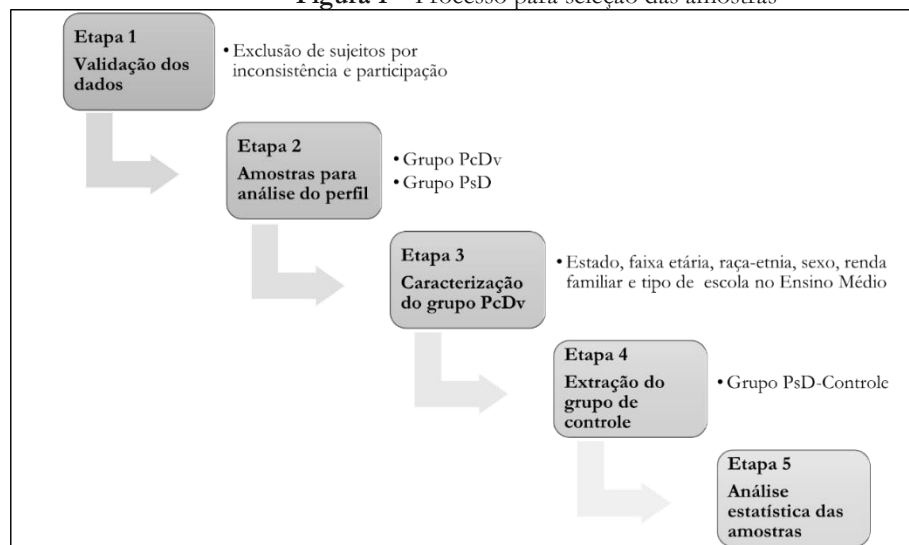 Figura 1 – Processo para seleção das amostras
Etapa 1
Validação dos
dados
• Exclusão de sujeitos por
inconsistência e participação
Etapa 2
Amostras para
análise do perfil
• Grupo PcDv
• Grupo PsD
Etapa 3
Caracterização
do grupo PcDv
• Estado, faixa etária, raça-etnia, sexo, renda
familiar e tipo de escola no Ensino Médio
Etapa 4
Extração do
grupo de
controle
• Grupo PsD-Controle
Etapa 5
Análise
estatística das
amostras